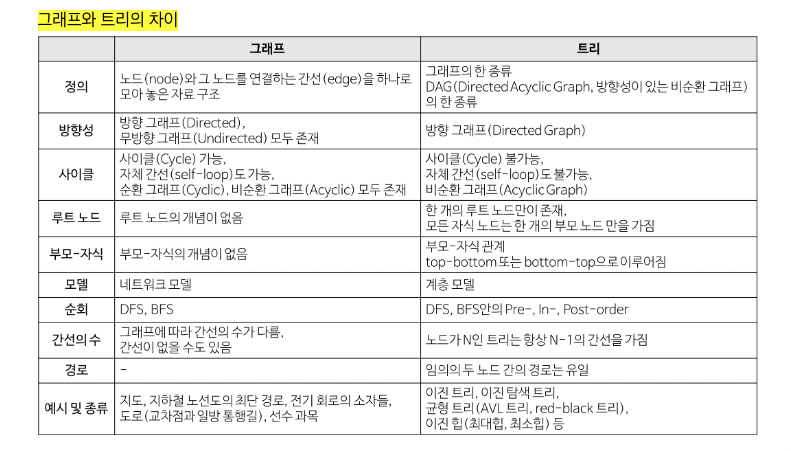 그래프와 트리의 차이
그래프
트리
정의
노드(node)와 그 노드를 연결하는 간선(edge)을 하나로
모아 놓은 자료 구조
그래프의 한 종류
DAG(Directed Acyclic Graph, 방향성이 있는 비순환 그래프)
의 한 종류
방향성
방향 그래프(Directed),
무방향 그래프(Undirected) 모두 존재
방향 그래프(Directed Graph)
사이클
사이클(Cycle) 가능,
자체 간선(self-loop)도 가능,
순환 그래프(Cyclic), 비순환 그래프(Acyclic) 모두 존재
사이클(Cycle) 불가능,
자체 간선(self-loop)도 불가능,
비순환 그래프(Acyclic Graph)
루트 노드
루트 노드의 개념이 없음
한 개의 루트 노드만이 존재,
모든 자식 노드는 한 개의 부모 노드 만을 가짐
부모-자식
부모-자식의 개념이 없음
부모-자식 관계
top-bottom 또는 bottom-top으로 이루어짐
모델
네트워크 모델
계층 모델
순회
DFS, BFS
DFS, BFS안의 Pre-, In-, Post-order
간선의 수
그래프에 따라 간선의 수가 다름,
간선이 없을 수도 있음
노드가 N인 트리는 항상 N-1의 간선을 가짐
경로
-
임의의 두 노드 간의 경로는 유일
예시 및 종류
지도, 지하철 노선도의 최단 경로, 전기 회로의 소자들,
도로(교차점과 일방 통행길), 선수 과목
이진 트리, 이진 탐색 트리,
균형 트리(AVL 트리, red-black 트리),
이진 힙(최대힙, 최소힙) 등